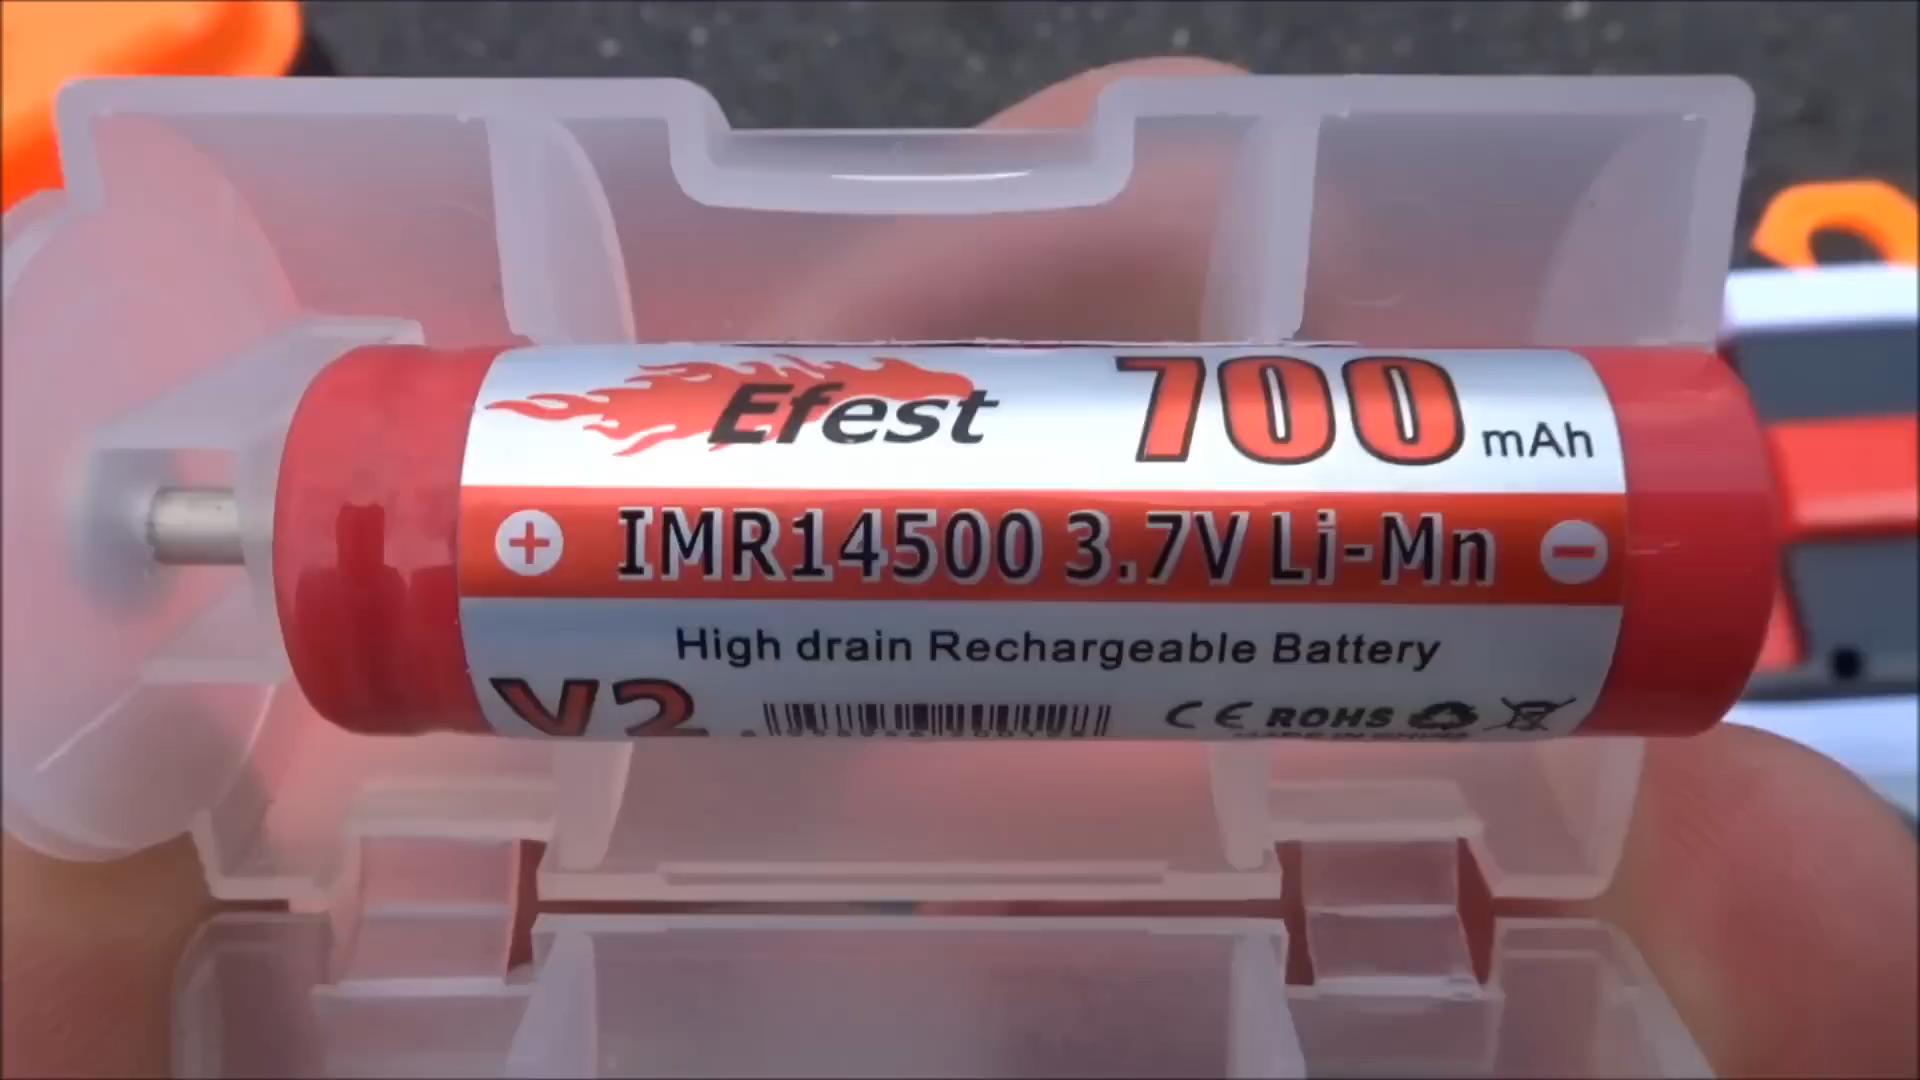 Efest 700 mAh
+ IMR14500 3.7V Li-Mn -
High drain Rechargeable Battery
V2 CE ROHS